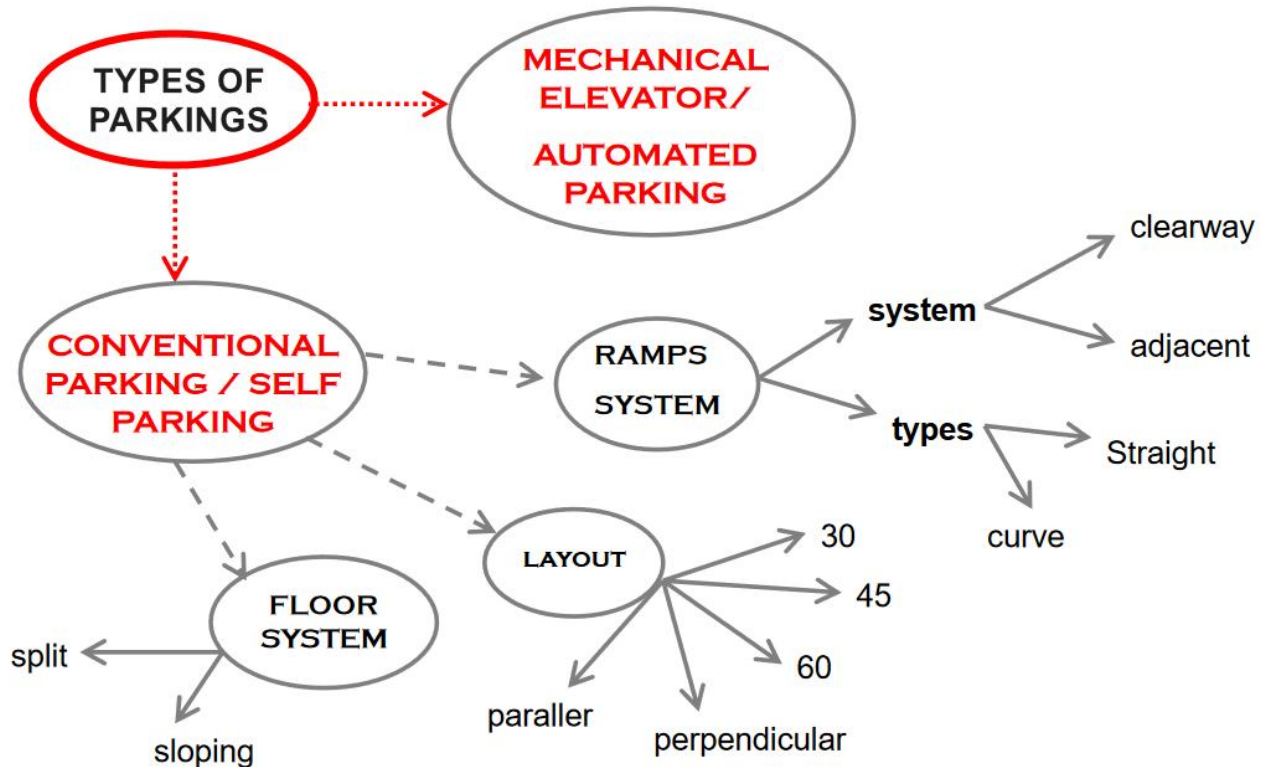 TYPES OF
PARKINGS
MECHANICAL
ELEVATOR/
AUTOMATED
PARKING
CONVENTIONAL
PARKING / SELF
PARKING
RAMPS
SYSTEM
system
clearway
adjacent
types
Straight
curve
LAYOUT
30
45
60
perpendicular
paraller
FLOOR
SYSTEM
split
sloping